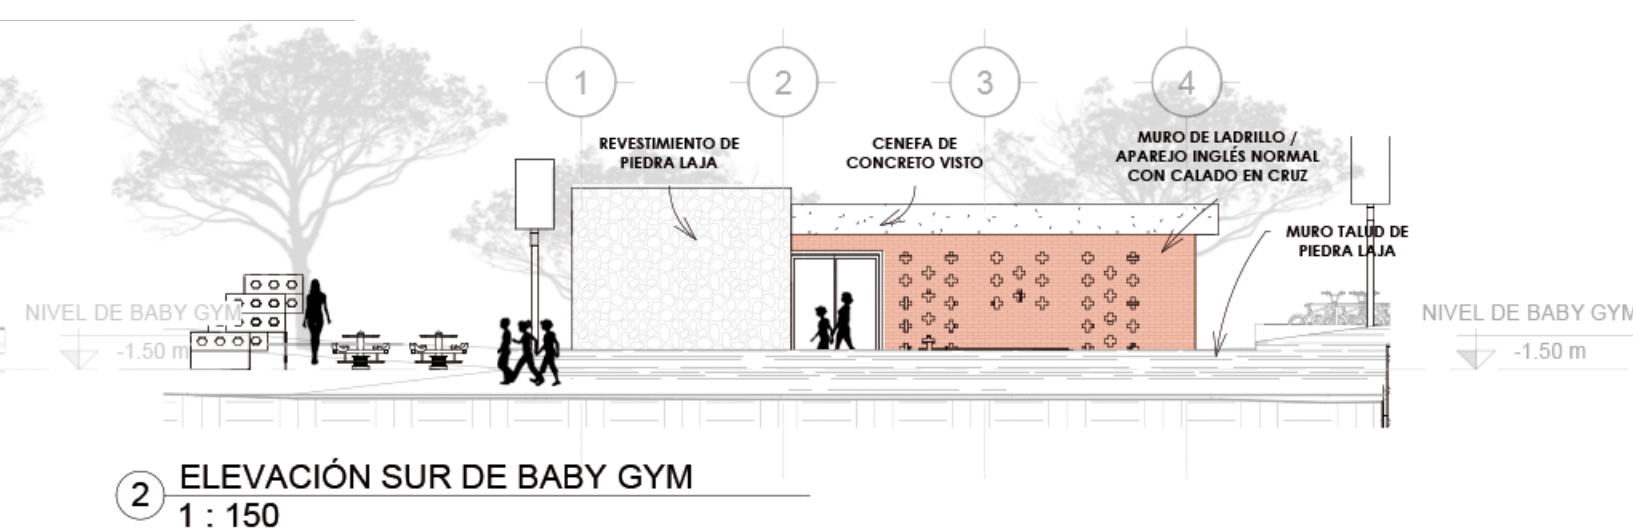 1 2 3 4
REVESTIMIENTO DE
PIEDRA LAJA
CENEFA DE
CONCRETO VISTO
MURO DE LADRILLO /
APAREJO INGLÉS NORMAL
CON CALADO EN CRUZ
MURO TALUD DE
PIEDRA LAJA
NIVEL DE BABY GYM
-1.50 m
NIVEL DE BABY GYM
-1.50 m
2 ELEVACIÓN SUR DE BABY GYM
1 : 150